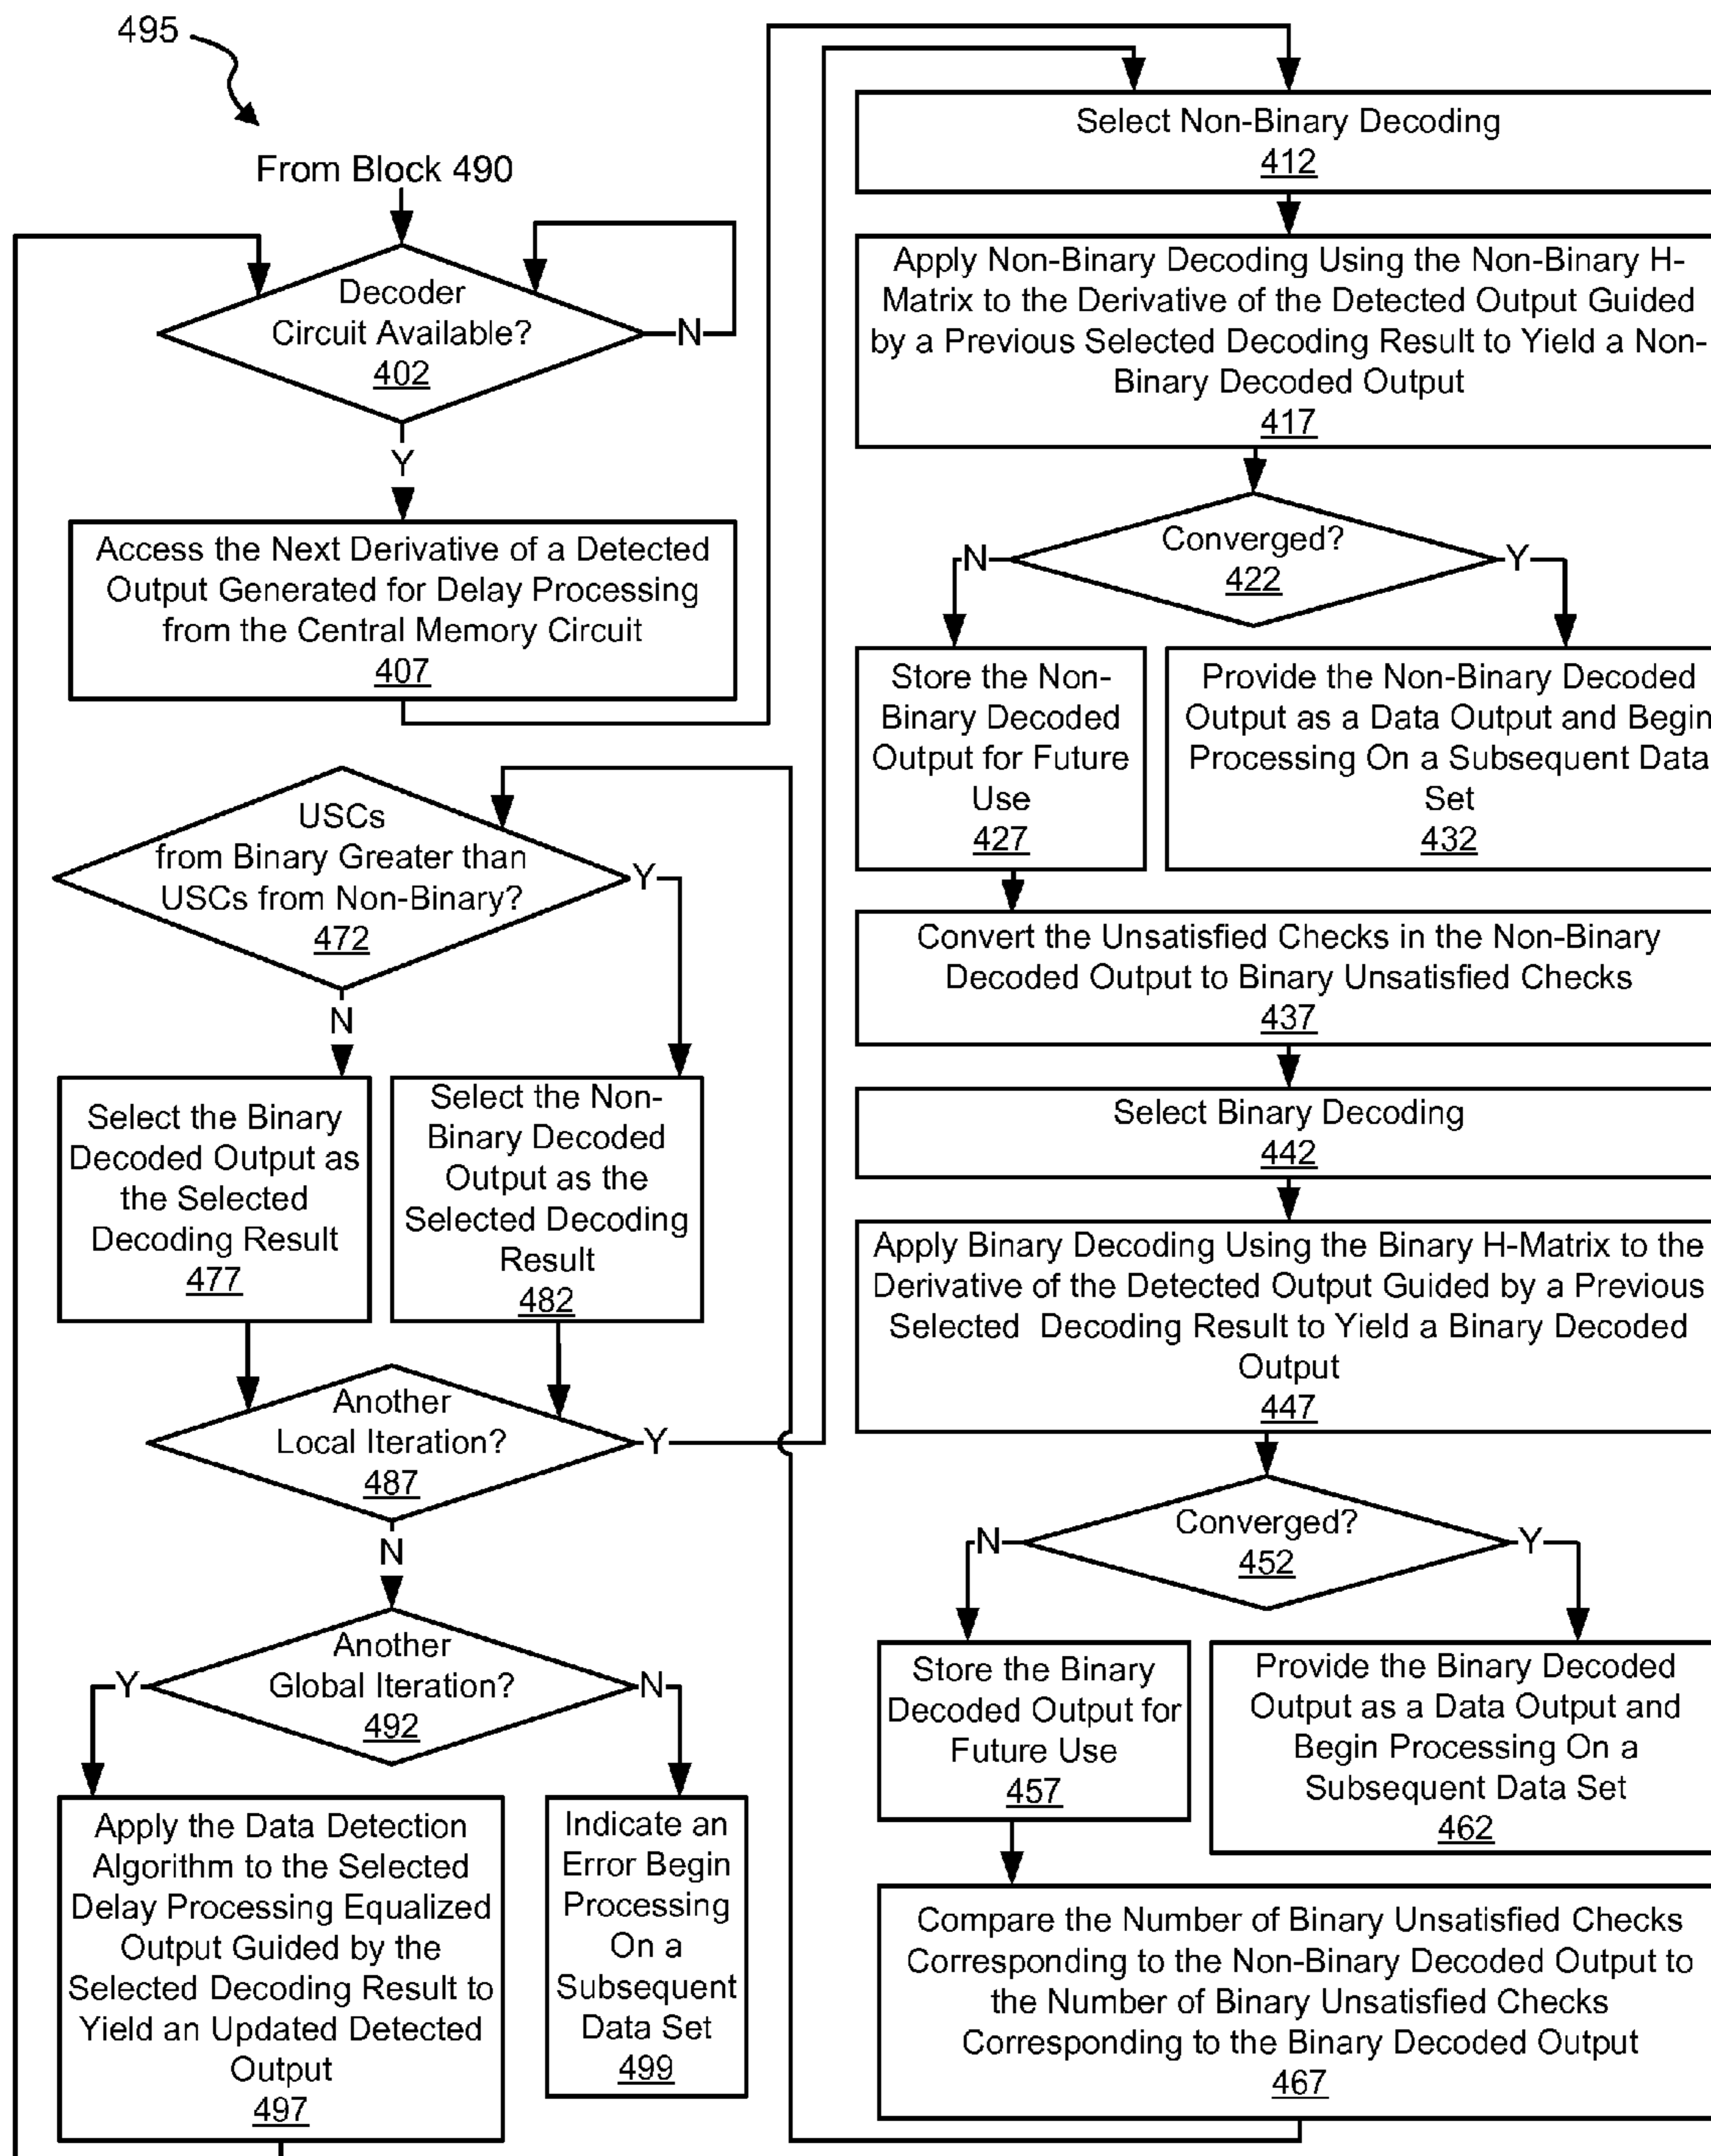 495
From Block 490
Decoder
Circuit Available?
402
N
Y
Access the Next Derivative of a Detected
Output Generated for Delay Processing
from the Central Memory Circuit
407
Select Non-Binary Decoding
412
Apply Non-Binary Decoding Using the Non-Binary H-
Matrix to the Derivative of the Detected Output Guided
by a Previous Selected Decoding Result to Yield a Non-
Binary Decoded Output
417
Converged?
422
N
Y
Store the Non-
Binary Decoded
Output for Future
Use
427
Provide the Non-Binary Decoded
Output as a Data Output and Begin
Processing On a Subsequent Data
Set
432
Convert the Unsatisfied Checks in the Non-Binary
Decoded Output to Binary Unsatisfied Checks
437
Select Binary Decoding
442
Apply Binary Decoding Using the Binary H-Matrix to the
Derivative of the Detected Output Guided by a Previous
Selected Decoding Result to Yield a Binary Decoded
Output
447
Converged?
452
N
Y
Store the Binary
Decoded Output for
Future Use
457
Provide the Binary Decoded
Output as a Data Output and
Begin Processing On a
Subsequent Data Set
462
Compare the Number of Binary Unsatisfied Checks
Corresponding to the Non-Binary Decoded Output to
the Number of Binary Unsatisfied Checks
Corresponding to the Binary Decoded Output
467
USCs
from Binary Greater than
USCs from Non-Binary?
472
Y
N
Select the Binary
Decoded Output as
the Selected
Decoding Result
477
Select the Non-
Binary Decoded
Output as the
Selected Decoding
Result
482
Another
Local Iteration?
487
Y
N
Another
Global Iteration?
492
Y
N
Apply the Data Detection
Algorithm to the Selected
Delay Processing Equalized
Output Guided by the
Selected Decoding Result to
Yield an Updated Detected
Output
497
Indicate an
Error Begin
Processing
On a
Subsequent
Data Set
499